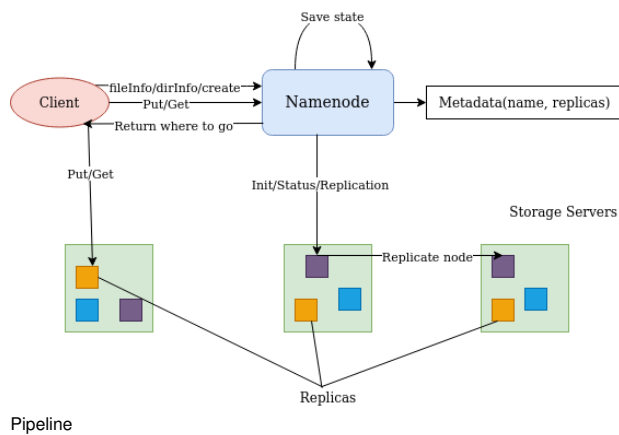 Save state
fileInfo/dirInfo/create
Client
Put/Get
Namenode
Metadata(name, replicas)
Return where to go
Put/Get
Init/Status/Replication
Storage Servers
Replicate node
Replicas
Pipeline